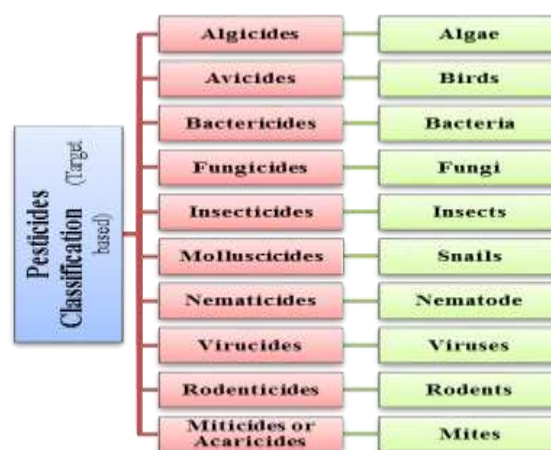 Pesticides
Classification (Target
based)
Algicides
Algae
Avicides
Birds
Bactericides
Bacteria
Fungicides
Fungi
Insecticides
Insects
Molluscicides
Snails
Nematicides
Nematode
Virucides
Viruses
Rodenticides
Rodents
Miticides or
Acaricides
Mites